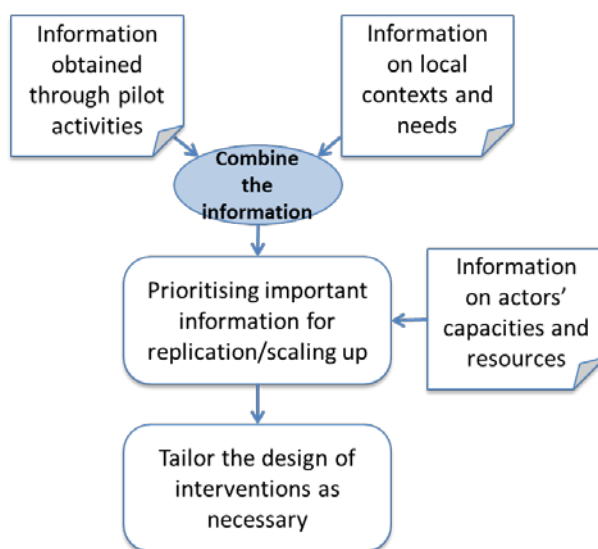 Information
obtained
through pilot
activities
Information
on local
contexts and
needs
Combine
the
information
Prioritising important
information for
replication/scaling up
Information
on actors'
capacities and
resources
Tailor the design of
interventions as
necessary